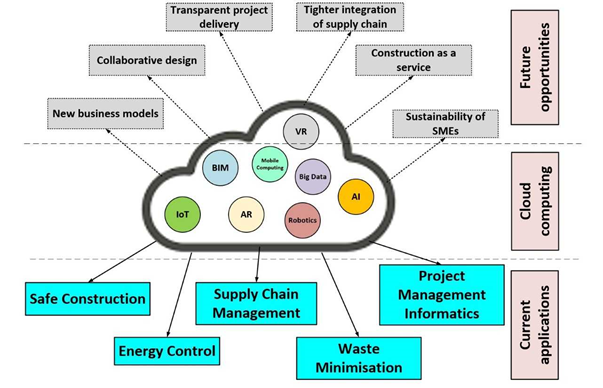 Transparent project
delivery
Tighter integration
of supply chain
Collaborative design
Construction as a
service
New business models
Sustainability of
SMEs
Future
opportunities
VR
BIM
Mobile
Computing
Big Data
AI
IoT
AR
Robotics
Cloud
computing
Safe Construction
Supply Chain
Management
Project
Management
Informatics
Energy Control
Waste
Minimisation
Current
applications